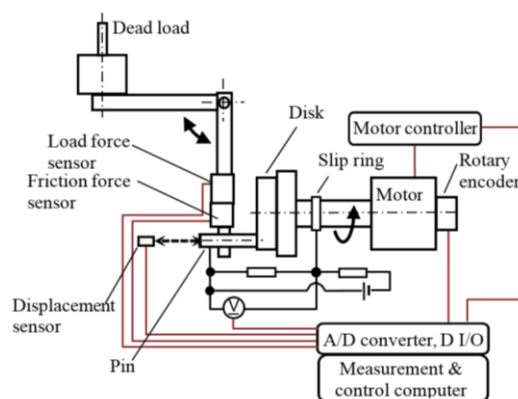 Dead load
Disk
Motor controller
Load force
sensor
Slip ring
Rotary
encoder
Friction force
sensor
Motor
Displacement
sensor
V
Pin
A/D converter, D I/O
Measurement &
control computer